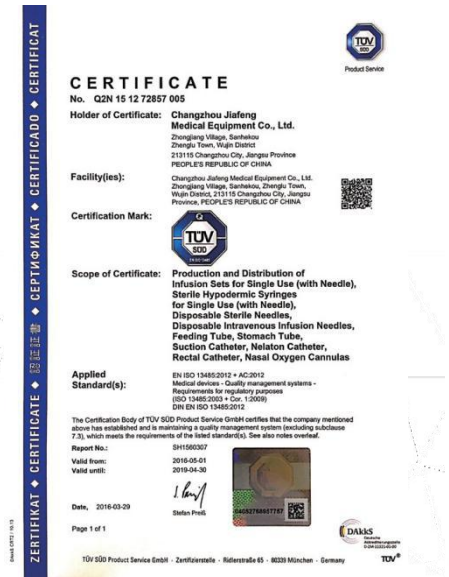 TÜV
SÜD
Product Service
CERTIFICATE
No. Q2N 15 12 72857 005
Holder of Certificate: Changzhou Jiafeng
Medical Equipment Co., Ltd.
Zhongjiang Village, Sanhekou
Zhenglu Town, Wujin District
213115 Changzhou City, Jiangsu Province
PEOPLE'S REPUBLIC OF CHINA
Facility(ies): Changzhou Jiafeng Medical Equipment Co., Ltd.
Zhongjiang Village, Sanhekou, Zhenglu Town,
Wujin District, 213115 Changzhou City, Jiangsu
Province, PEOPLE'S REPUBLIC OF CHINA
Certification Mark:
TÜV
SÜD
Scope of Certificate: Production and Distribution of
Infusion Sets for Single Use (with Needle),
Sterile Hypodermic Syringes
for Single Use (with Needle),
Disposable Sterile Needles,
Disposable Intravenous Infusion Needles,
Feeding Tube, Stomach Tube,
Suction Catheter, Nelaton Catheter,
Rectal Catheter, Nasal Oxygen Cannulas
Applied
Standard(s): EN ISO 13485:2012 + AC:2012
Medical devices - Quality management systems -
Requirements for regulatory purposes
(ISO 13485:2003 + Cor. 1:2009)
DIN EN ISO 13485:2012
The Certification Body of TÜV SÜD Product Service GmbH certifies that the company mentioned
above has established and is maintaining a quality management system (excluding subclause
7.3), which meets the requirements of the listed standard(s). See also notes overleaf.
Report No.: SH1560307
Valid from: 2016-05-01
Valid until: 2019-04-30
Date, 2016-03-29
Stefan Preiß
Page 1 of 1
DAkkS
Deutsche
Akkreditierungsstelle
TÜV SÜD Product Service GmbH · Zertifizierstelle · Ridlerstraße 65 · 80339 München · Germany
TÜV®
ZERTIFIKAT ◆ CERTIFICATE ◆ 認証証書 ◆ СЕРТИФИКАТ ◆ CERTIFICADO ◆ CERTIFICAT